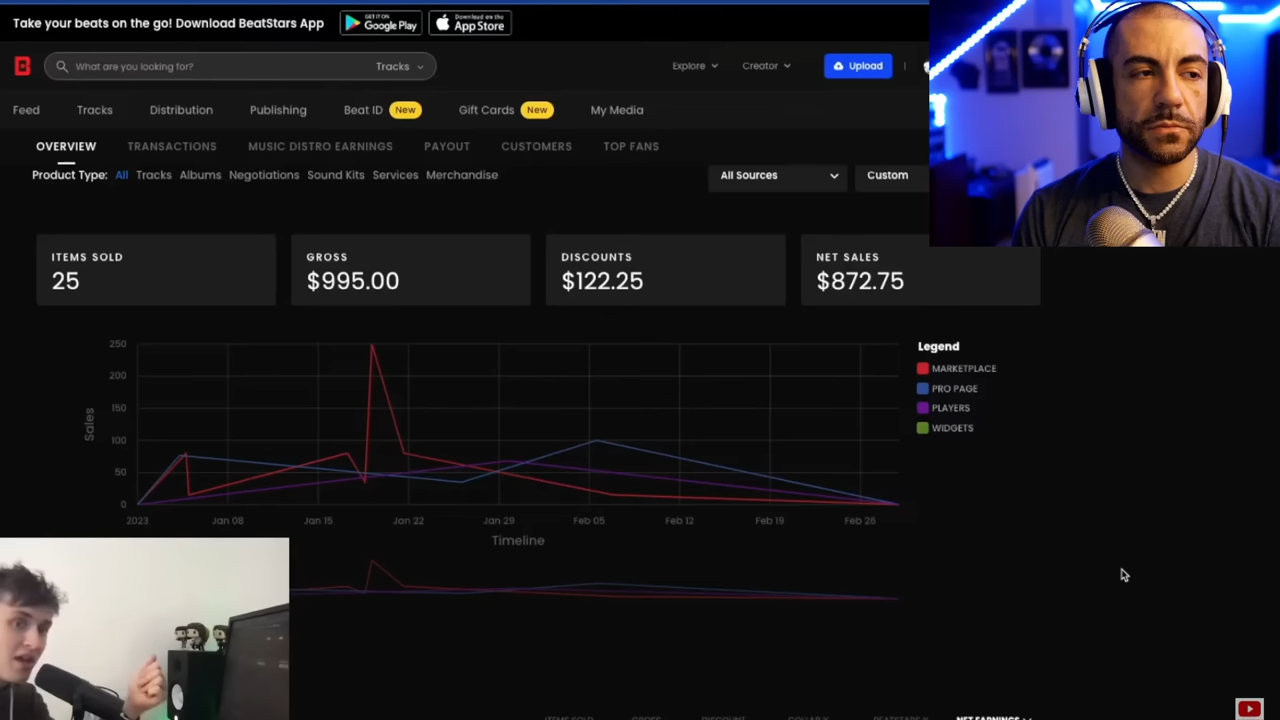 Take your beats on the go! Download BeatStars App
GET IT ON
Google Play
Download on the
App Store
What are you looking for?
Tracks
Explore
Creator
Upload
Feed
Tracks
Distribution
Publishing
Beat ID
New
Gift Cards
New
My Media
OVERVIEW
TRANSACTIONS
MUSIC DISTRO EARNINGS
PAYOUT
CUSTOMERS
TOP FANS
Product Type:
All
Tracks
Albums
Negotiations
Sound Kits
Services
Merchandise
All Sources
Custom
ITEMS SOLD
25
GROSS
$995.00
DISCOUNTS
$122.25
NET SALES
$872.75
Legend
MARKETPLACE
PRO PAGE
PLAYERS
WIDGETS
Sales
250
200
150
100
50
0
2023
Jan 08
Jan 15
Jan 22
Jan 29
Feb 05
Feb 12
Feb 19
Feb 26
Timeline
ITEMS SOLD
GROSS
DISCOUNT
NET EARNINGS